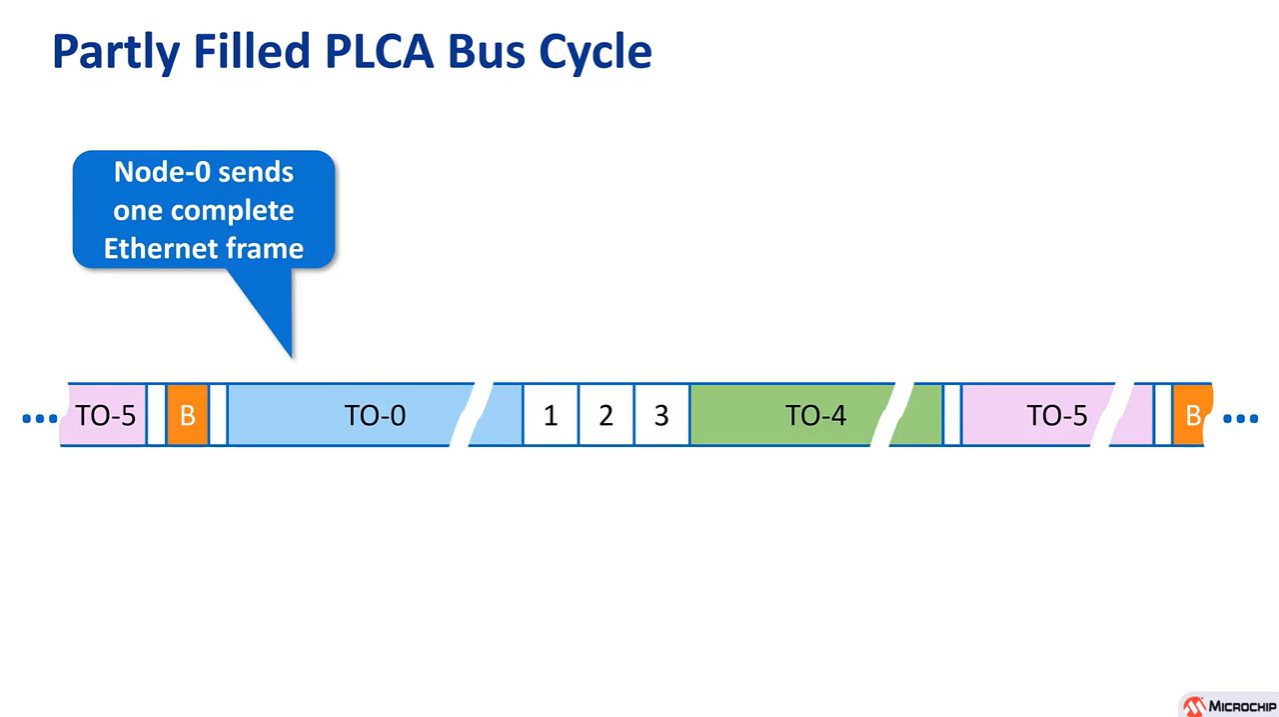 Partly Filled PLCA Bus Cycle
Node-0 sends
one complete
Ethernet frame
... TO-5 B TO-0 1 2 3 TO-4 TO-5 B ...
MICROCHIP